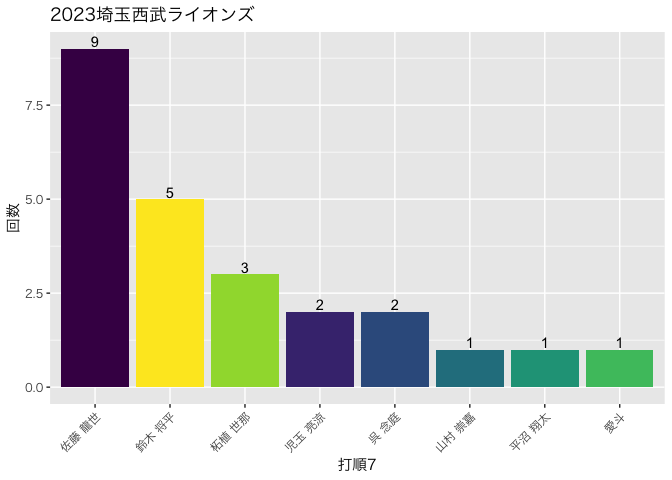 2023埼玉西武ライオンズ
回数
7.5
5.0
2.5
0.0
9
5
3
2
2
1
1
1
佐藤 龍世
鈴木 将平
柘植 世那
児玉 亮涼
呉 念庭
山村 崇嘉
平沼 翔太
愛斗
打順7